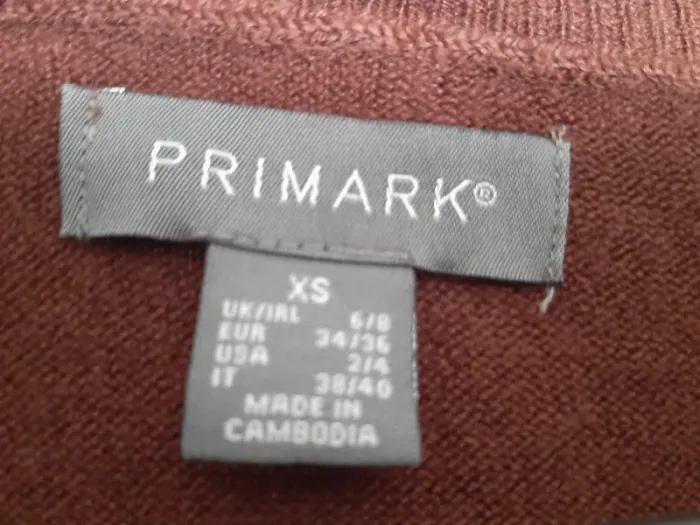 PRIMARK®
XS
UK/IRL 6/8
EUR 34/36
USA 2/4
IT 38/40
MADE IN
CAMBODIA